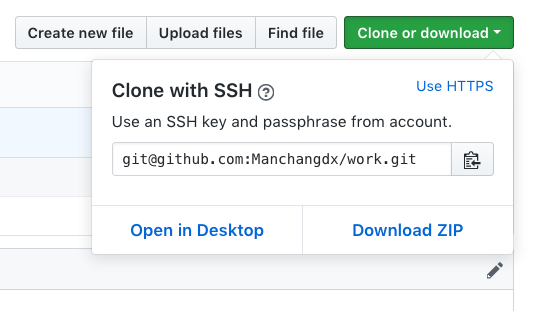 Create new file Upload files Find file Clone or download
Clone with SSH ?
Use HTTPS
Use an SSH key and passphrase from account.
git@github.com:Manchangdx/work.git
Open in Desktop Download ZIP